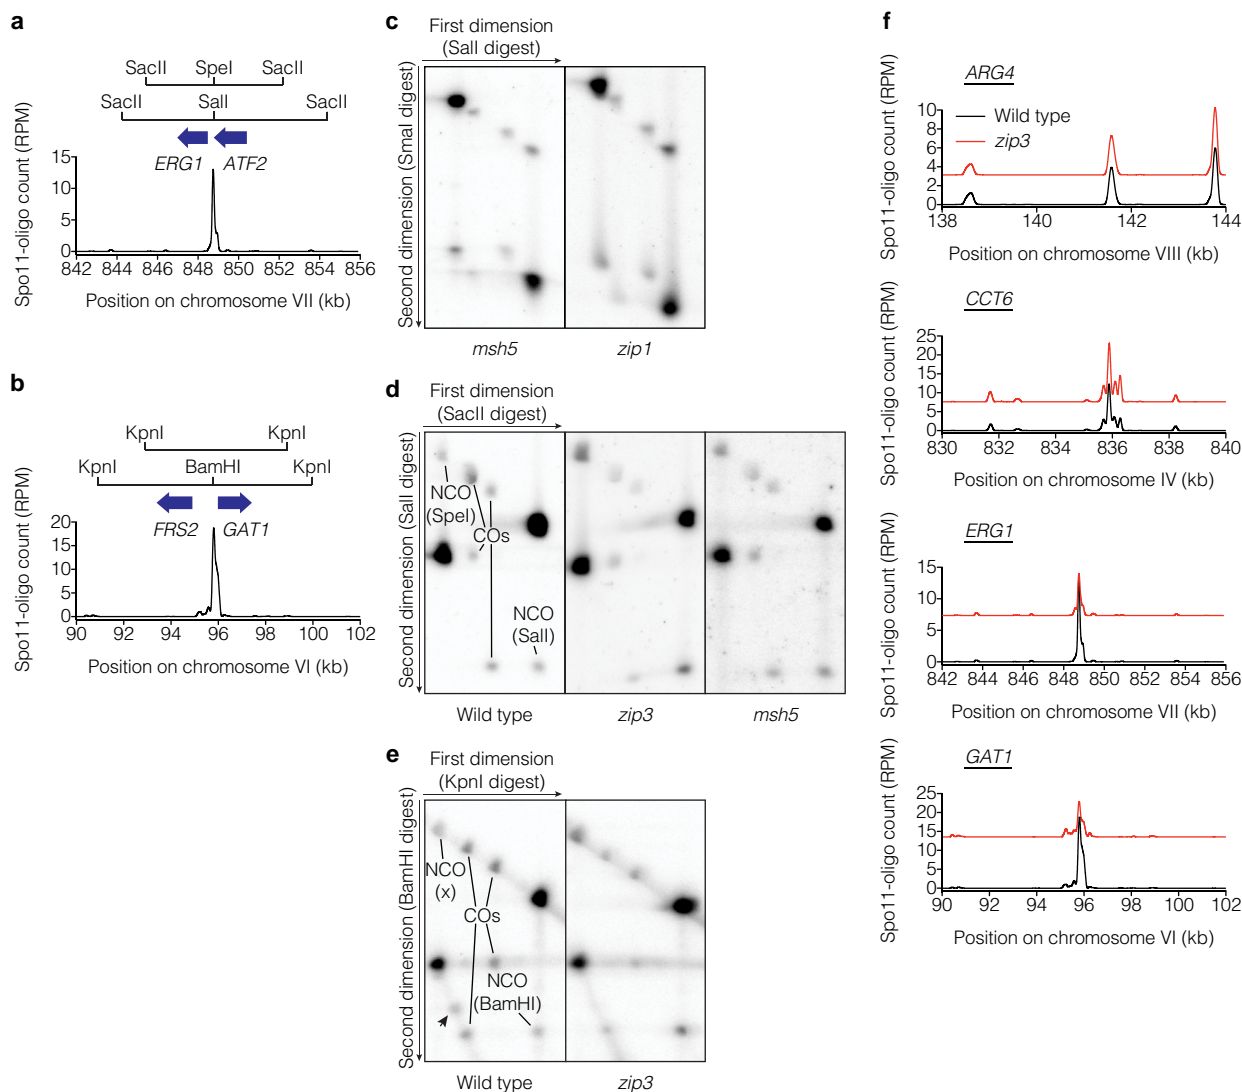 a
SacII SpeI SacII
SacII SalI SacII
ERG1 ATF2
Spo11-oligo count (RPM)
15
10
5
0
842 844 846 848 850 852 854 856
Position on chromosome VII (kb)
b
KpnI KpnI
KpnI BamHI KpnI
FRS2 GAT1
Spo11-oligo count (RPM)
20
15
10
5
0
90 92 94 96 98 100 102
Position on chromosome VI (kb)
c
First dimension
(SalI digest)
Second dimension (SmaI digest)
msh5 zip1
d
First dimension
(SacII digest)
Second dimension (SalI digest)
NCO
(SpeI)
COs
NCO
(SalI)
Wild type zip3 msh5
e
First dimension
(KpnI digest)
Second dimension (BamHI digest)
NCO
(x)
COs
NCO
(BamHI)
Wild type zip3
f
ARG4
Wild type
zip3
Spo11-oligo count (RPM)
10
8
6
4
2
0
138 140 142 144
Position on chromosome VIII (kb)
CCT6
Spo11-oligo count (RPM)
25
20
15
10
5
0
830 832 834 836 838 840
Position on chromosome IV (kb)
ERG1
Spo11-oligo count (RPM)
15
10
5
0
842 844 846 848 850 852 854 856
Position on chromosome VII (kb)
GAT1
Spo11-oligo count (RPM)
25
20
15
10
5
0
90 92 94 96 98 100 102
Position on chromosome VI (kb)